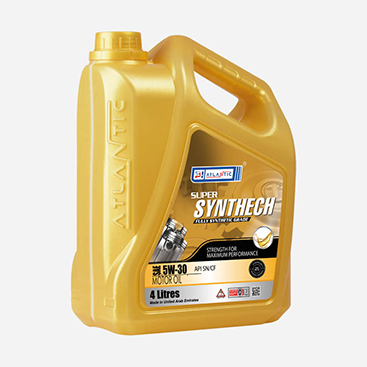 ATLANTIC
ATLANTIC
SUPER
SYNTHECH
FULLY SYNTHETIC GRADE
STRENGTH FOR
MAXIMUM PERFORMANCE
SAE 5W-30
API SN/CF
MOTOR OIL
4 Litres
Made in United Arab Emirates